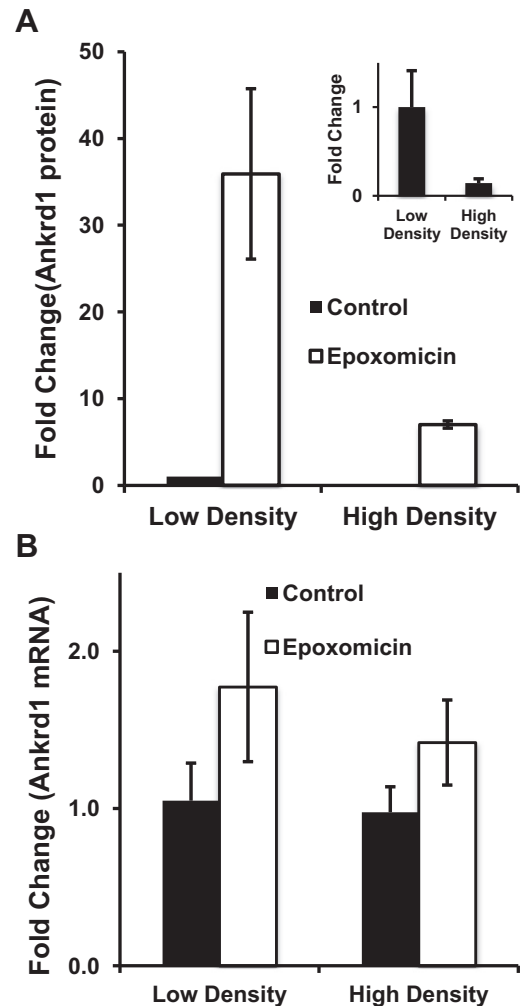 A
Fold Change(Ankrd1 protein)
50
40
30
20
10
0
Fold Change
1
0
Low
Density
High
Density
Control
Epoxomicin
Low Density
High Density
B
Fold Change (Ankrd1 mRNA)
2.0
1.0
0.0
Control
Epoxomicin
Low Density
High Density